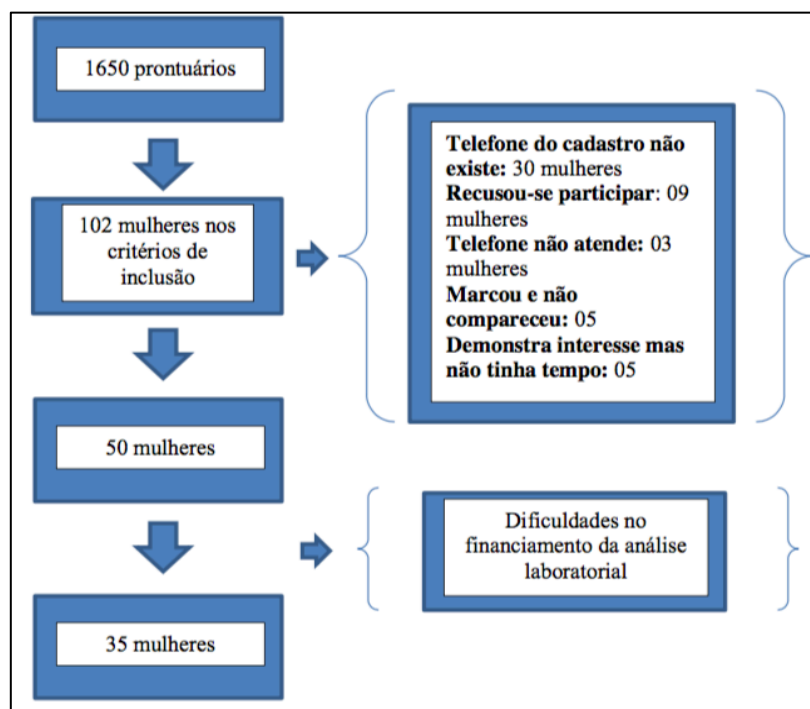 1650 prontuários
102 mulheres nos
critérios de
inclusão
Telefone do cadastro não
existe: 30 mulheres
Recusou-se participar: 09
mulheres
Telefone não atende: 03
mulheres
Marcou e não
compareceu: 05
Demonstra interesse mas
não tinha tempo: 05
50 mulheres
Dificuldades no
financiamento da análise
laboratorial
35 mulheres